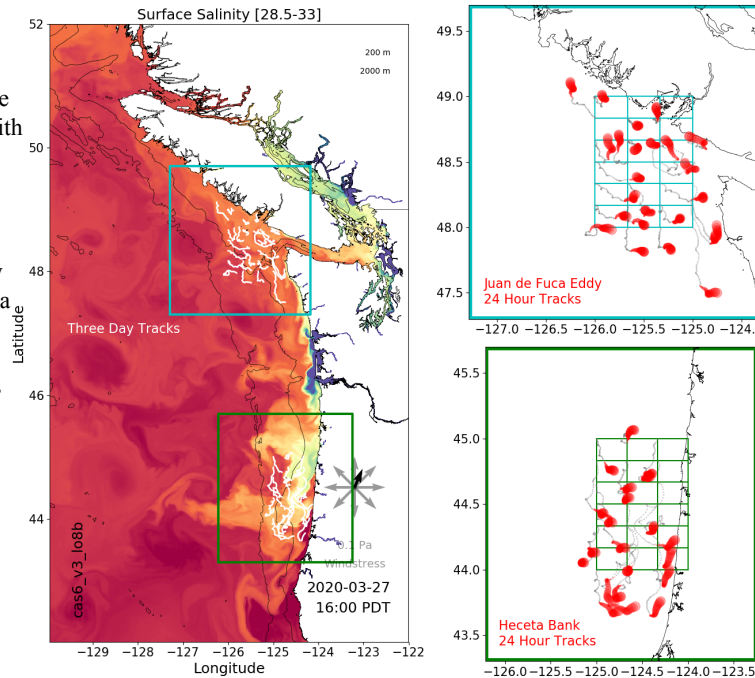 Surface Salinity [28.5-33]
200 m
2000 m
e
ith
y
a
52
50
48
46
44
Latitude
Three Day Tracks
cas6_v3_lo8b
0.1 Pa
Windstress
2020-03-27
16:00 PDT
−129 −128 −127 −126 −125 −124 −123 −122
Longitude
49.5
49.0
48.5
48.0
47.5
Juan de Fuca Eddy
24 Hour Tracks
−127.0 −126.5 −126.0 −125.5 −125.0 −124.
45.5
45.0
44.5
44.0
43.5
Heceta Bank
24 Hour Tracks
−126.0 −125.5 −125.0 −124.5 −124.0 −123.5